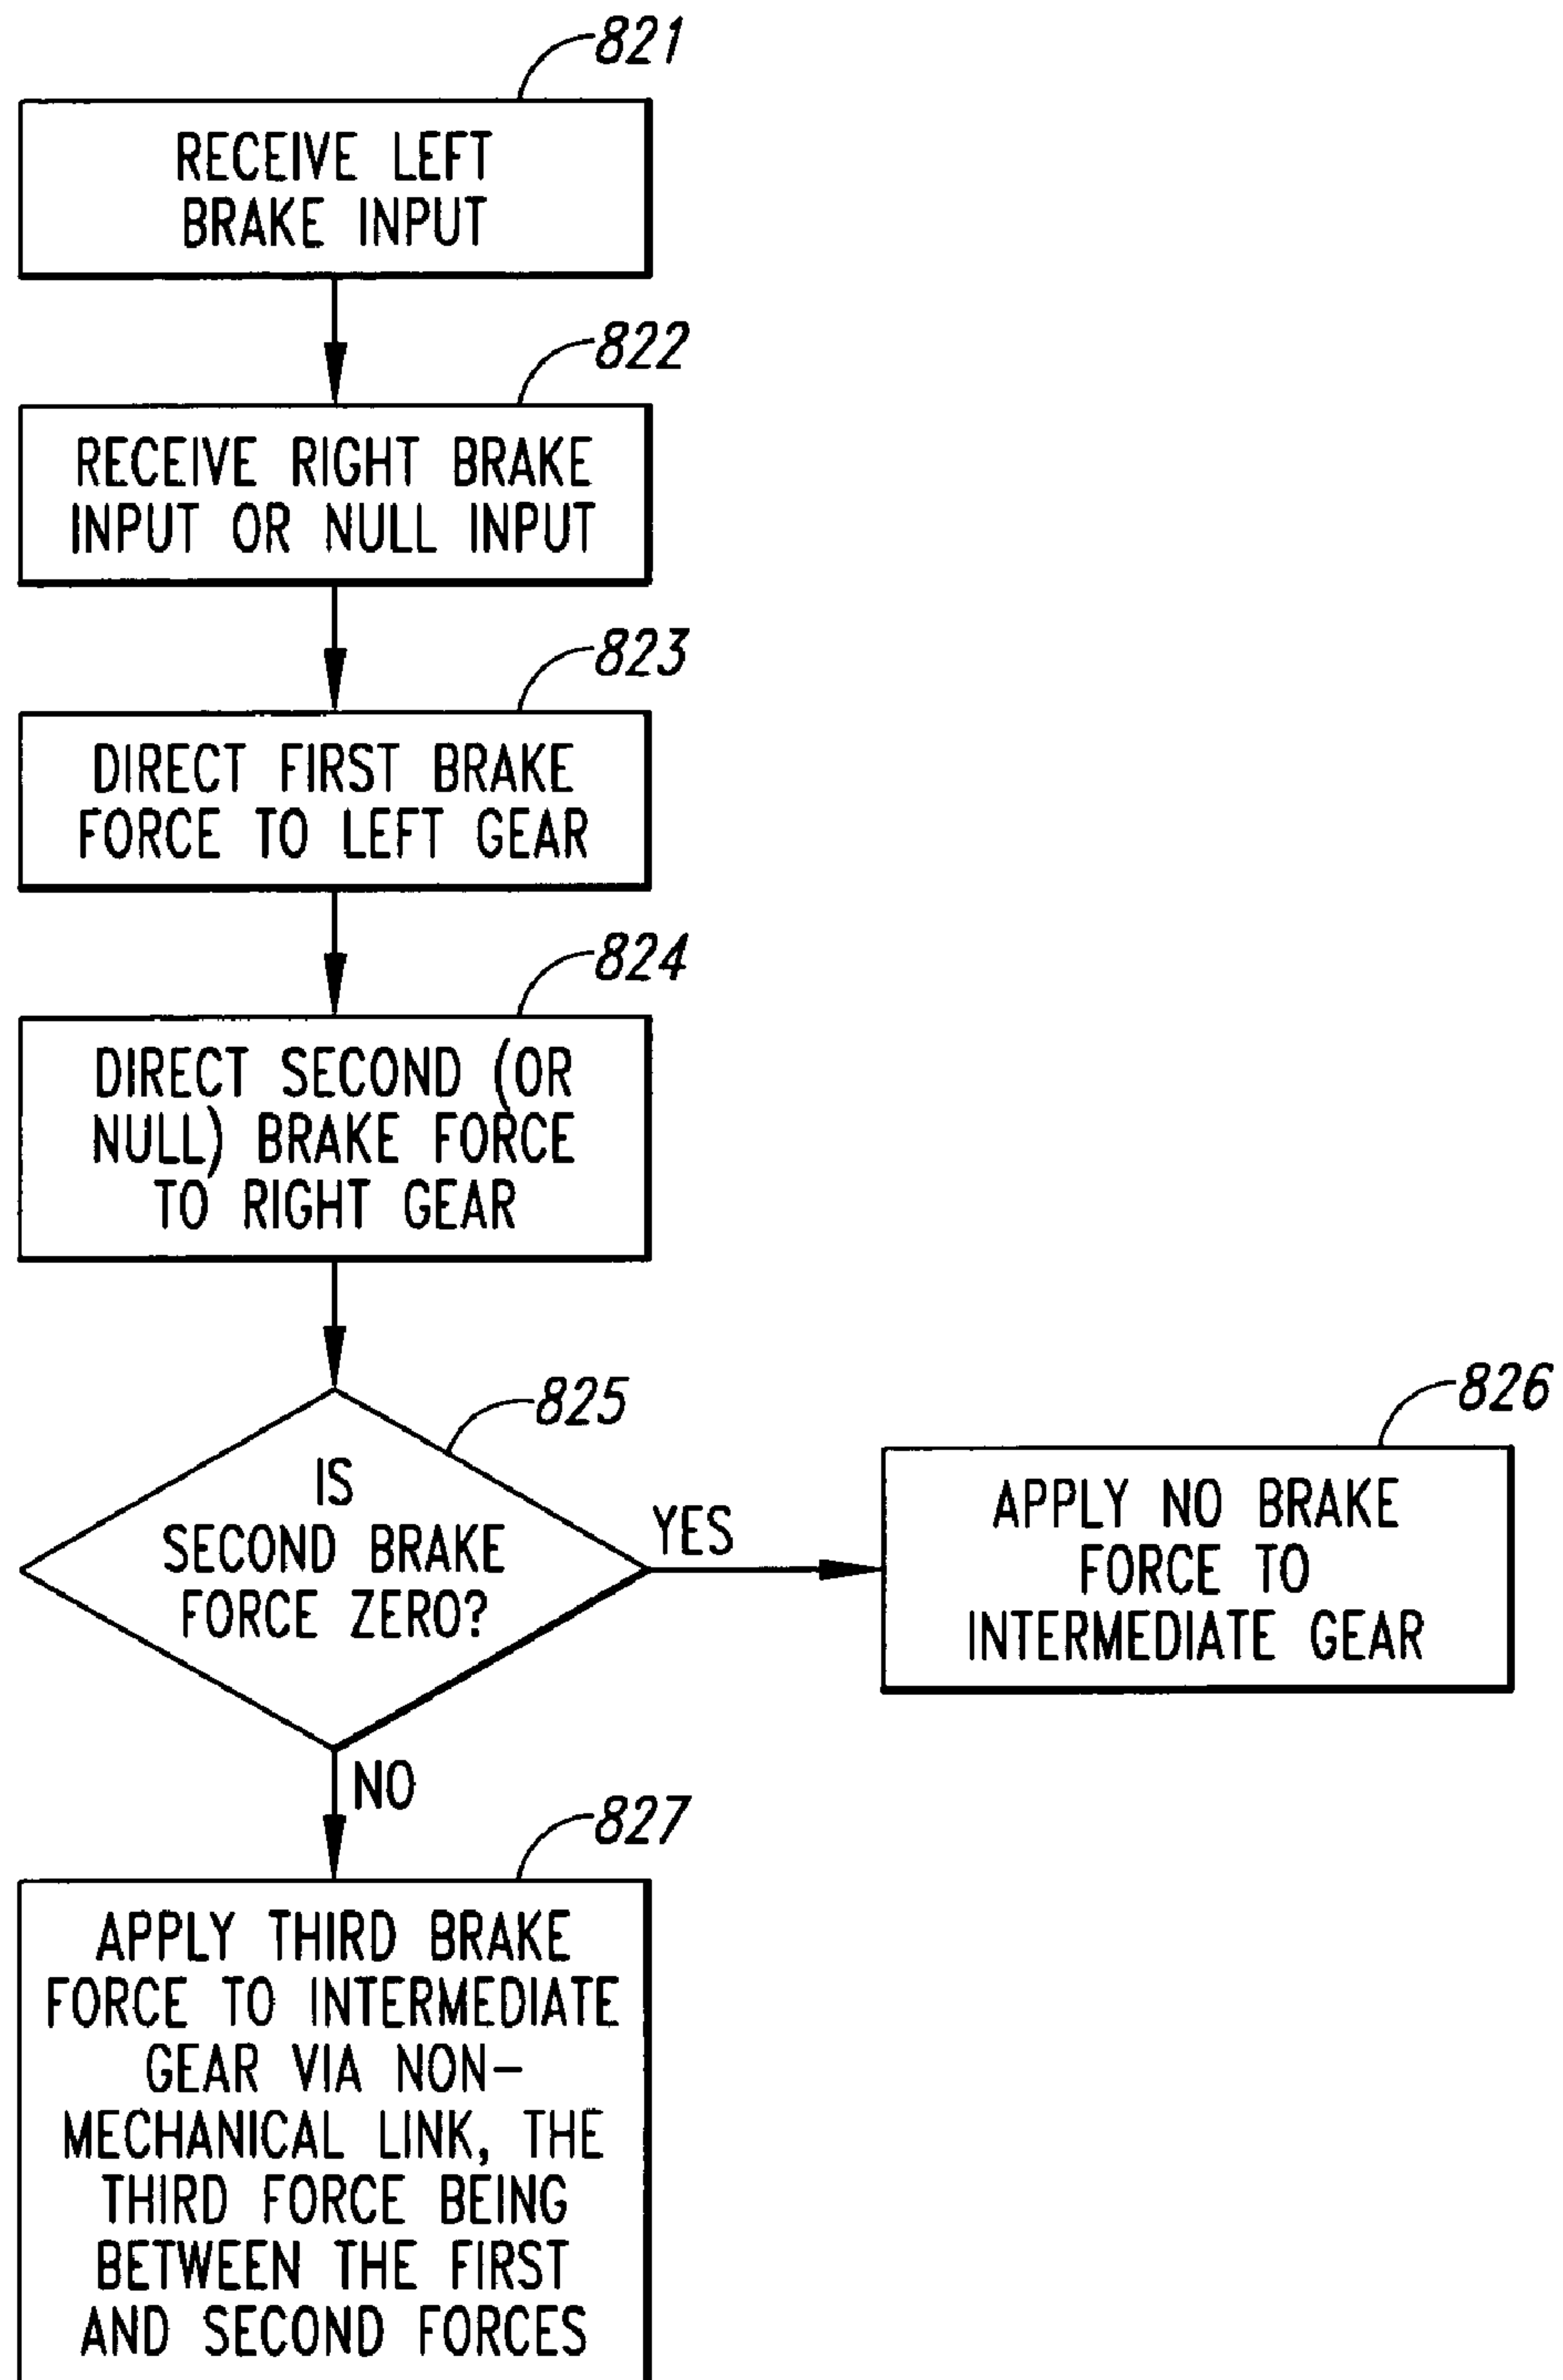 821
RECEIVE LEFT
BRAKE INPUT
822
RECEIVE RIGHT BRAKE
INPUT OR NULL INPUT
823
DIRECT FIRST BRAKE
FORCE TO LEFT GEAR
824
DIRECT SECOND (OR
NULL) BRAKE FORCE
TO RIGHT GEAR
825
IS
SECOND BRAKE
FORCE ZERO?
YES
826
APPLY NO BRAKE
FORCE TO
INTERMEDIATE GEAR
NO
827
APPLY THIRD BRAKE
FORCE TO INTERMEDIATE
GEAR VIA NON-
MECHANICAL LINK, THE
THIRD FORCE BEING
BETWEEN THE FIRST
AND SECOND FORCES